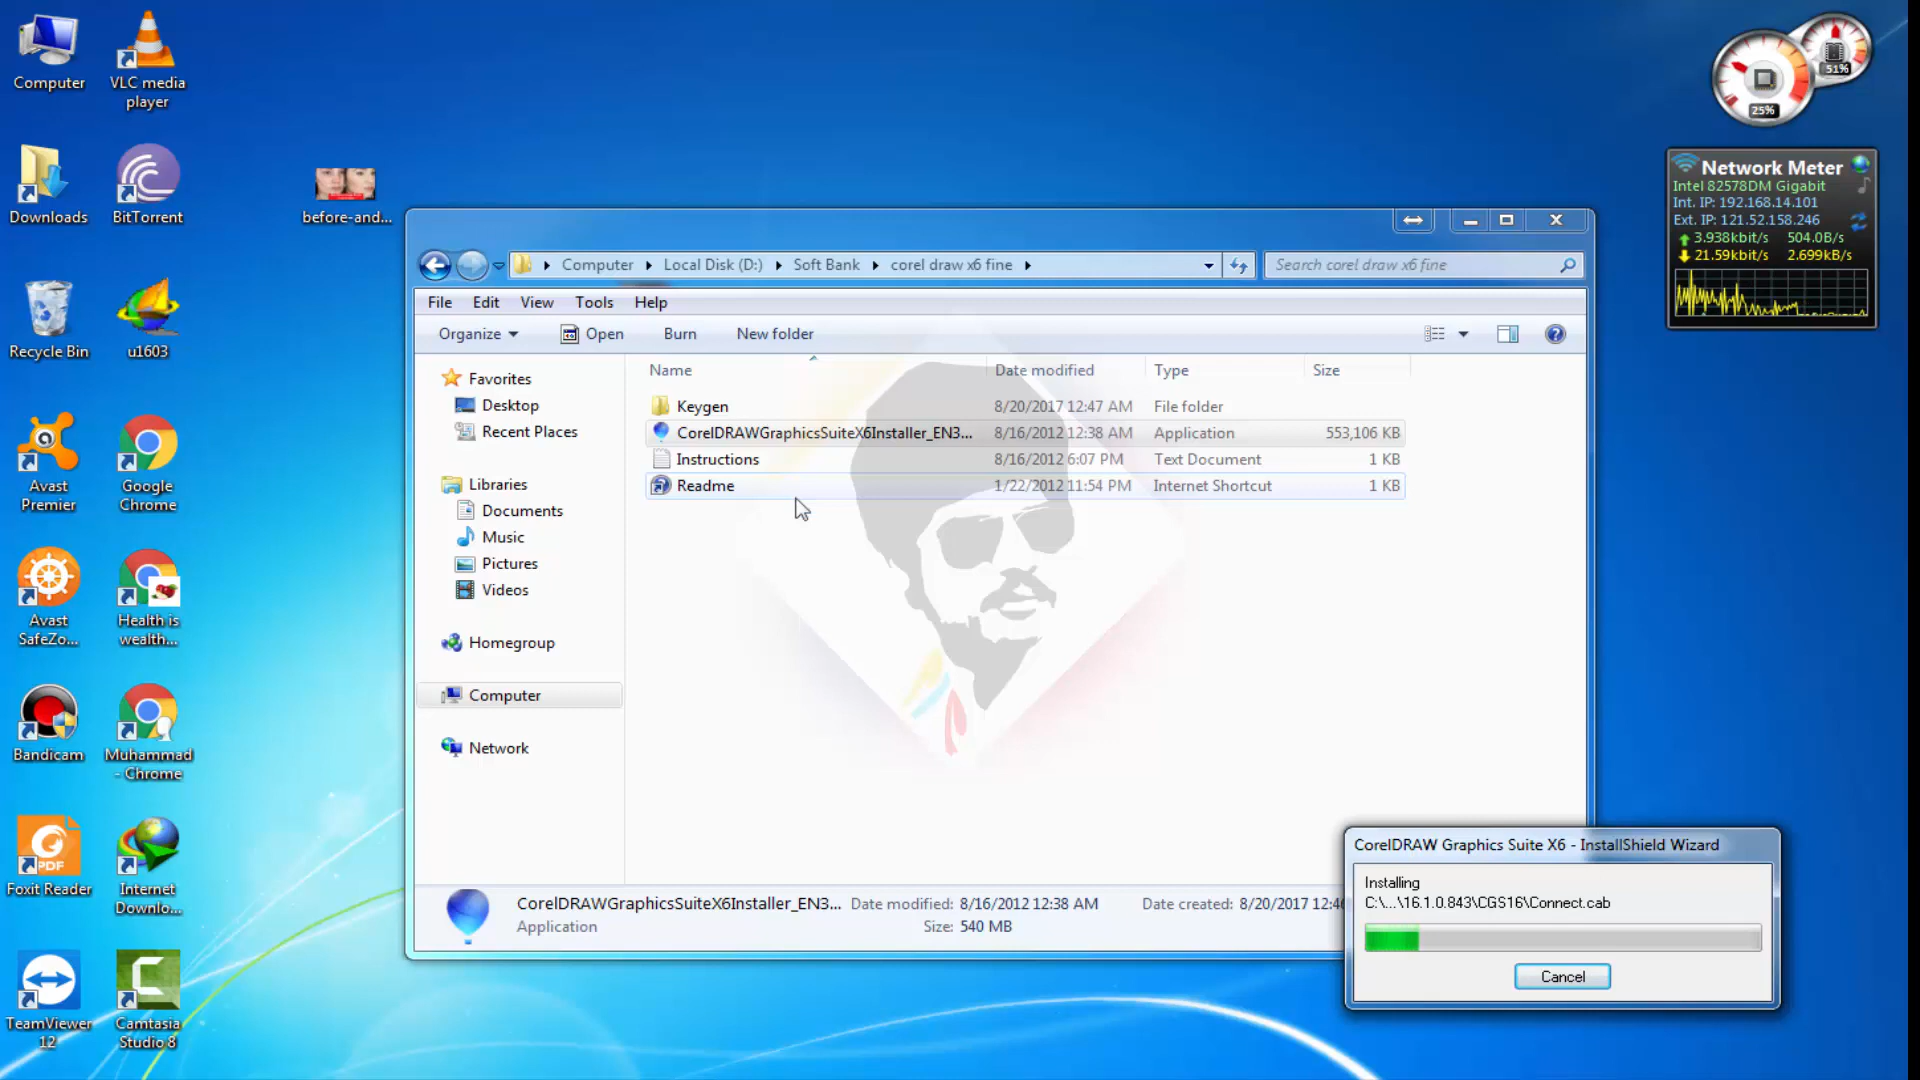 Computer
VLC media
player
Downloads
BitTorrent
before-and...
Recycle Bin
u1603
Avast
Premier
Google
Chrome
Avast
SafeZo...
Health is
wealth...
Bandicam
Muhammad
- Chrome
PDF
Foxit Reader
Internet
Downlo...
TeamViewer
12
Camtasia
Studio 8
51%
25%
Network Meter
Intel 82578DM Gigabit
Int. IP: 192.168.14.101
Ext. IP: 121.52.158.246
3.938kbit/s 504.0B/s
21.59kbit/s 2.699kB/s
Computer Local Disk (D:) Soft Bank corel draw x6 fine
Search corel draw x6 fine
File Edit View Tools Help
Organize Open Burn New folder
Name Date modified Type Size
Keygen 8/20/2017 12:47 AM File folder
CorelDRAWGraphicsSuiteX6Installer_EN3... 8/16/2012 12:38 AM Application 553,106 KB
Instructions 8/16/2012 6:07 PM Text Document 1 KB
Readme 1/22/2012 11:54 PM Internet Shortcut 1 KB
Favorites
Desktop
Recent Places
Libraries
Documents
Music
Pictures
Videos
Homegroup
Computer
Network
CorelDRAWGraphicsSuiteX6Installer_EN3... Date modified: 8/16/2012 12:38 AM Date created: 8/20/2017 12:46
Application Size: 540 MB
CorelDRAW Graphics Suite X6 - InstallShield Wizard
Installing
C:\...\16.1.0.843\CGS16\Connect.cab
Cancel